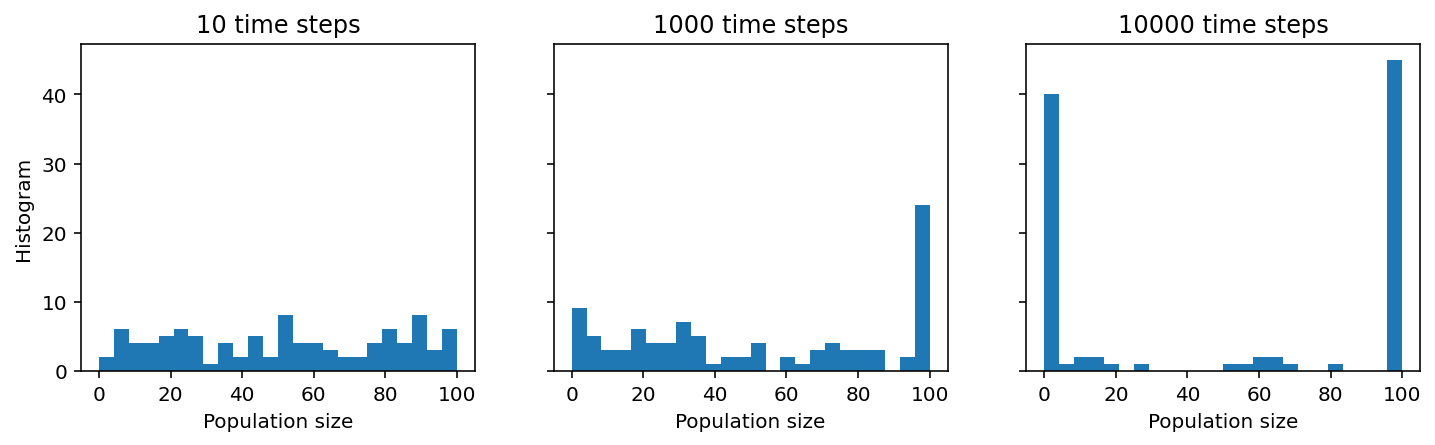 10 time steps
1000 time steps
10000 time steps
Histogram
40
30
20
10
0
0 20 40 60 80 100
0 20 40 60 80 100
0 20 40 60 80 100
Population size
Population size
Population size